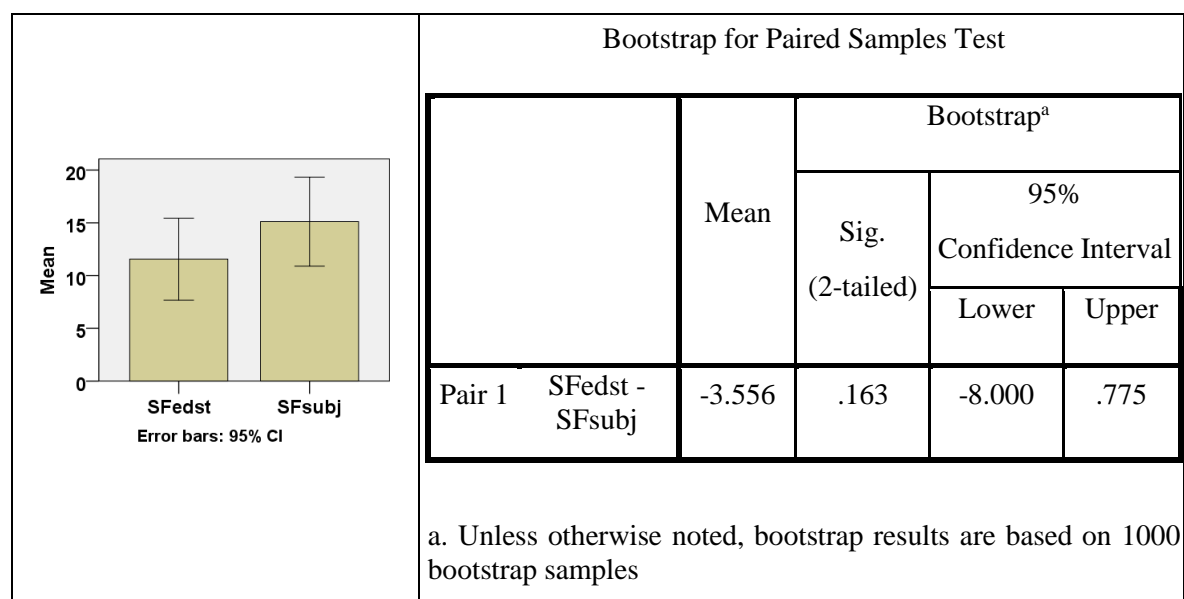 20
15
10
5
0
Mean
SFedst SFsubj
Error bars: 95% CI
Bootstrap for Paired Samples Test
Mean
Bootstrapa
Sig.
(2-tailed)
95%
Confidence Interval
Lower Upper
Pair 1 SFedst -
SFsubj
-3.556 .163 -8.000 .775
a. Unless otherwise noted, bootstrap results are based on 1000
bootstrap samples